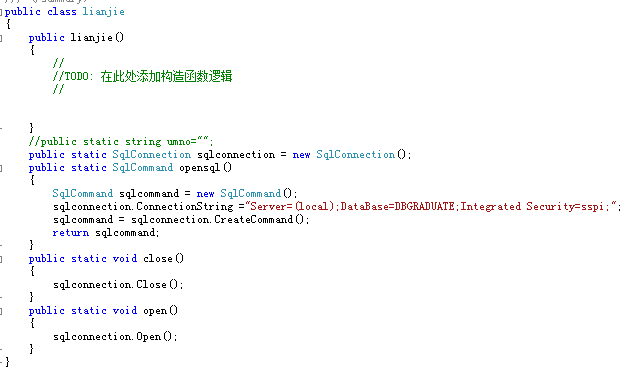 public class lianjie
{
public lianjie()
{
//
//TODO: 在此处添加构造函数逻辑
//
}
//public static string umno="";
public static SqlConnection sqlconnection = new SqlConnection();
public static SqlCommand opensql()
{
SqlCommand sqlcommand = new SqlCommand();
sqlconnection.ConnectionString ="Server=(local);DataBase=DBGRADUATE;Integrated Security=sspi;";
sqlcommand = sqlconnection.CreateCommand();
return sqlcommand;
}
public static void close()
{
sqlconnection.Close();
}
public static void open()
{
sqlconnection.Open();
}
}